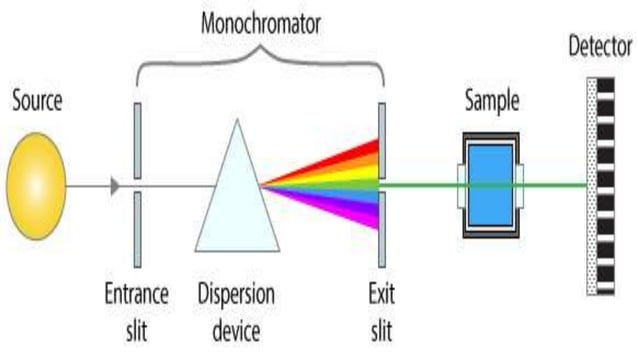 Monochromator
Detector
Source
Sample
Entrance
slit
Dispersion
device
Exit
slit